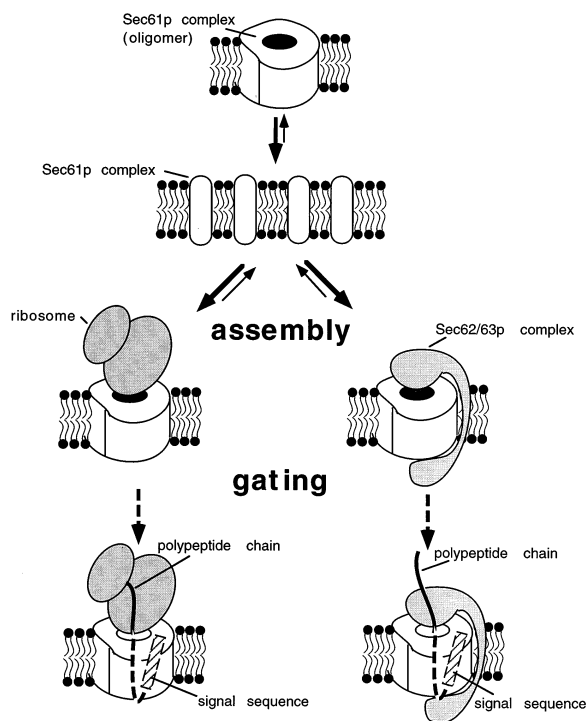 Sec61p complex
(oligomer)
Sec61p complex
ribosome
assembly
Sec62/63p complex
gating
polypeptide chain
polypeptide chain
signal sequence
signal sequence